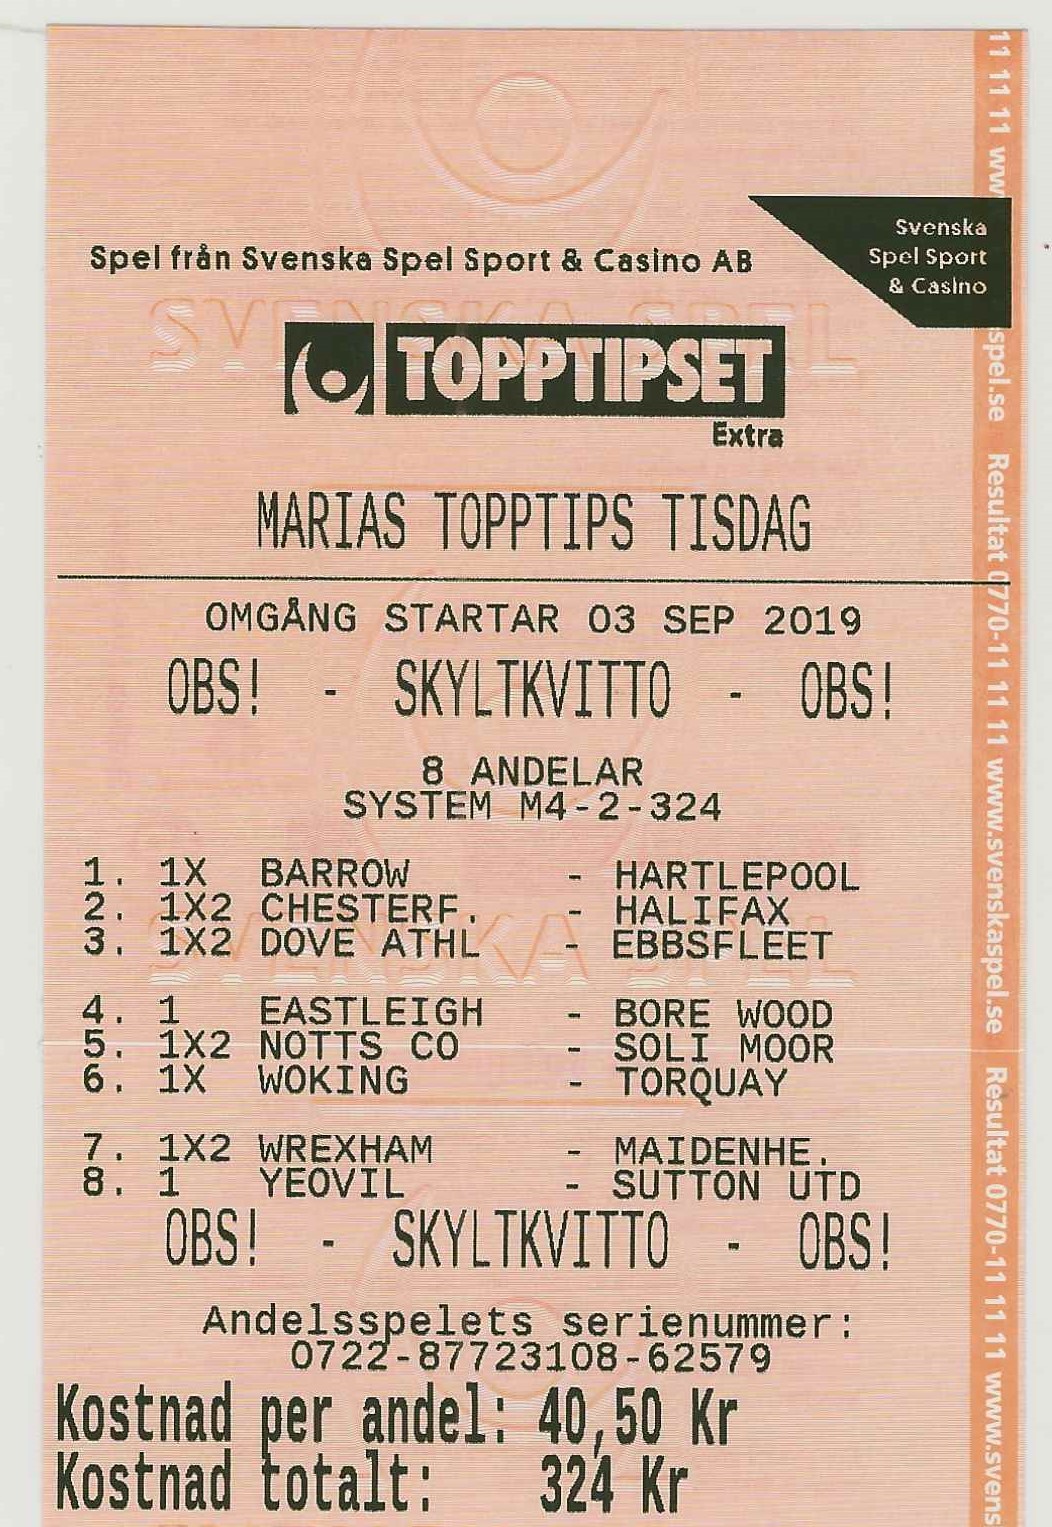 Svenska
Spel Sport
& Casino
Spel från Svenska Spel Sport & Casino AB
SVENSKA SPEL
TOPPTIPSET
Extra
MARIAS TOPPTIPS TISDAG
OMGÅNG STARTAR 03 SEP 2019
OBS! - SKYLTKVITTO - OBS!
8 ANDELAR
SYSTEM M4-2-324
1. 1X BARROW - HARTLEPOOL
2. 1X2 CHESTERF. - HALIFAX
3. 1X2 DOVE ATHL - EBBSFLEET
SVENSKA SPEL
4. 1 EASTLEIGH - BORE WOOD
5. 1X2 NOTTS CO - SOLI MOOR
6. 1X WOKING - TORQUAY
7. 1X2 WREXHAM - MAIDENHE.
8. 1 YEOVIL - SUTTON UTD
OBS! - SKYLTKVITTO - OBS!
Andelsspelets serienummer:
0722-87723108-62579
Kostnad per andel: 40,50 Kr
Kostnad totalt: 324 Kr
11 11 11 www spel.se Resultat 0770-11 11 11 www.svenskaspel.se Resultat 0770-11 11 11 www.svens